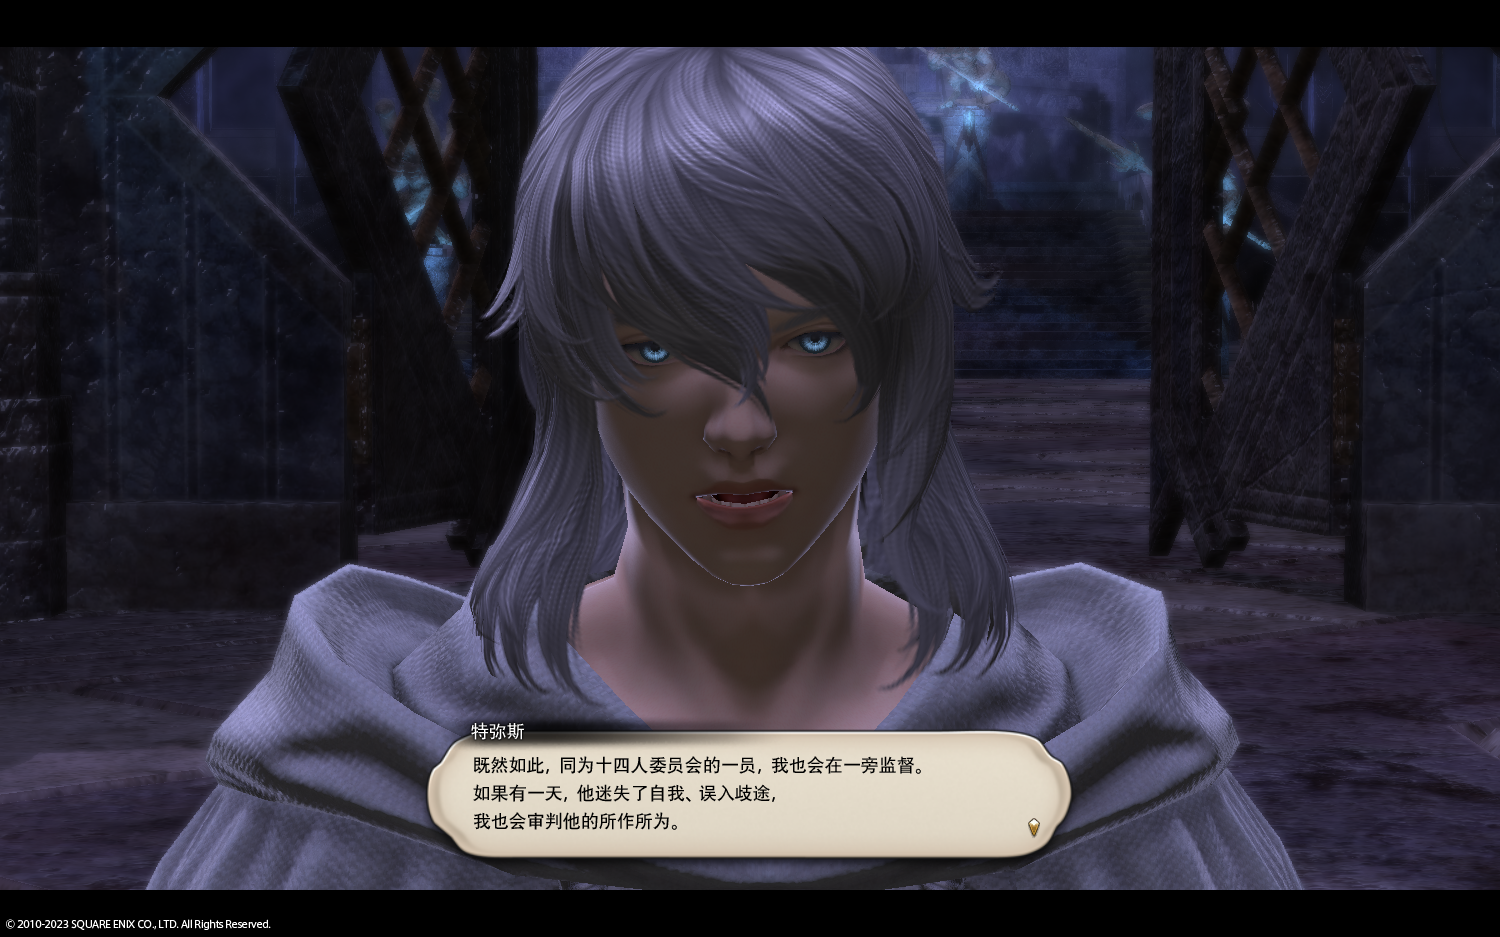 特弥斯
既然如此，同为十四人委员会的一员，我也会在一旁监督。
如果有一天，他迷失了自我、误入歧途，
我也会审判他的所作所为。
© 2010-2023 SQUARE ENIX CO., LTD. All Rights Reserved.